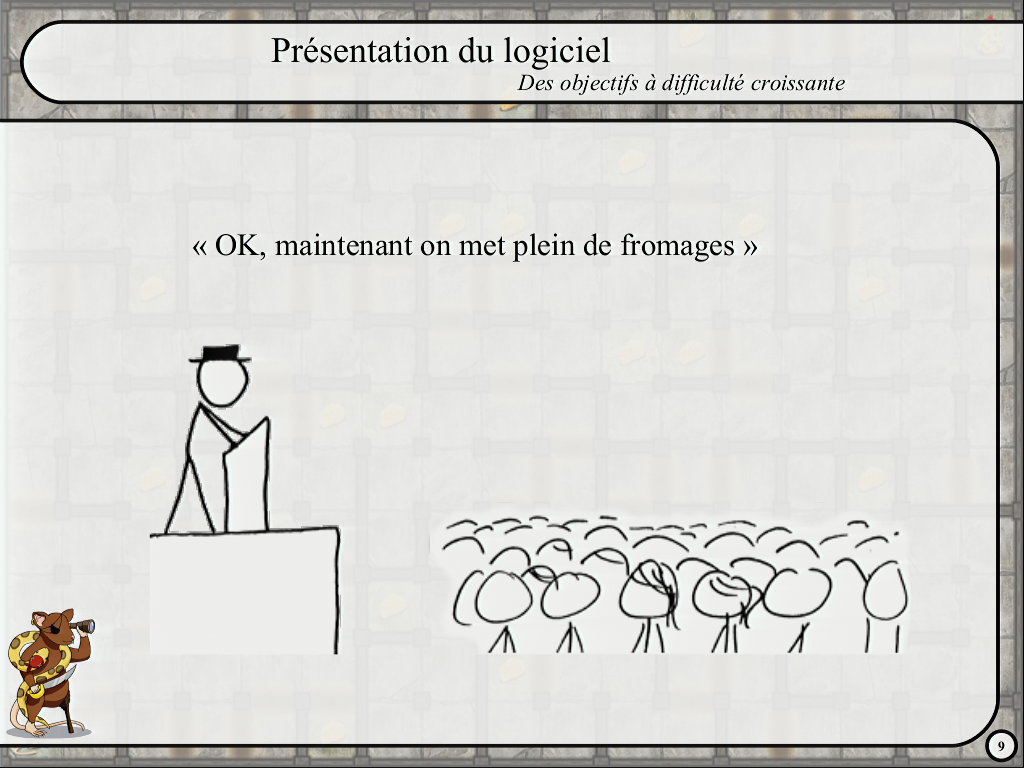 Présentation du logiciel
Des objectifs à difficulté croissante
« OK, maintenant on met plein de fromages »
9